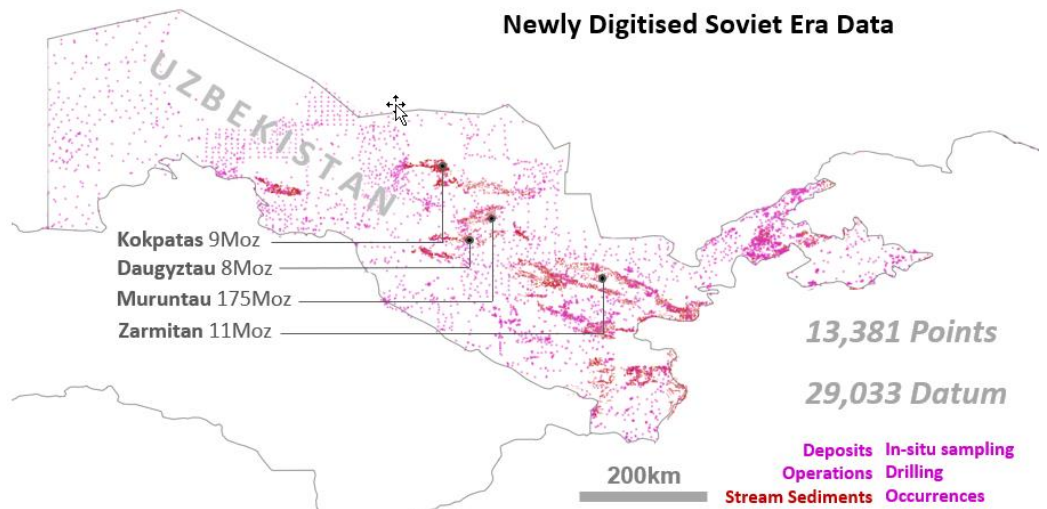 Newly Digitised Soviet Era Data
UZBEKISTAN
Kokpatas 9Moz
Daugyztau 8Moz
Muruntau 175Moz
Zarmitan 11Moz
13,381 Points
29,033 Datum
200km
Deposits In-situ sampling
Operations Drilling
Stream Sediments Occurrences